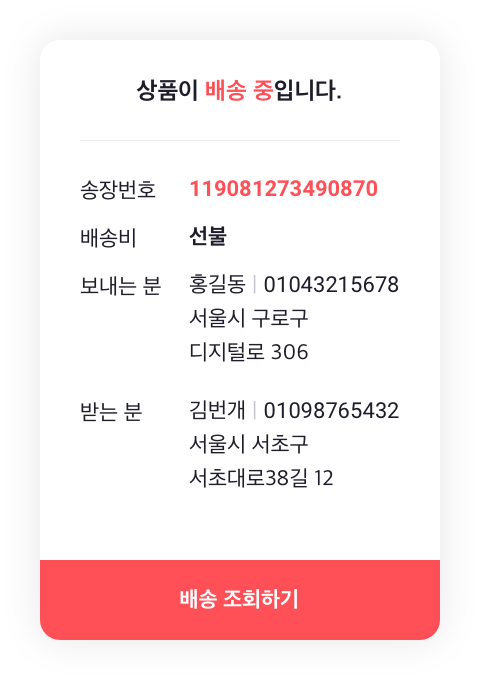 상품이 배송 중입니다.
송장번호 119081273490870
배송비 선불
보내는 분 홍길동 | 01043215678
서울시 구로구
디지털로 306
받는 분 김번개 | 01098765432
서울시 서초구
서초대로38길 12
배송 조회하기